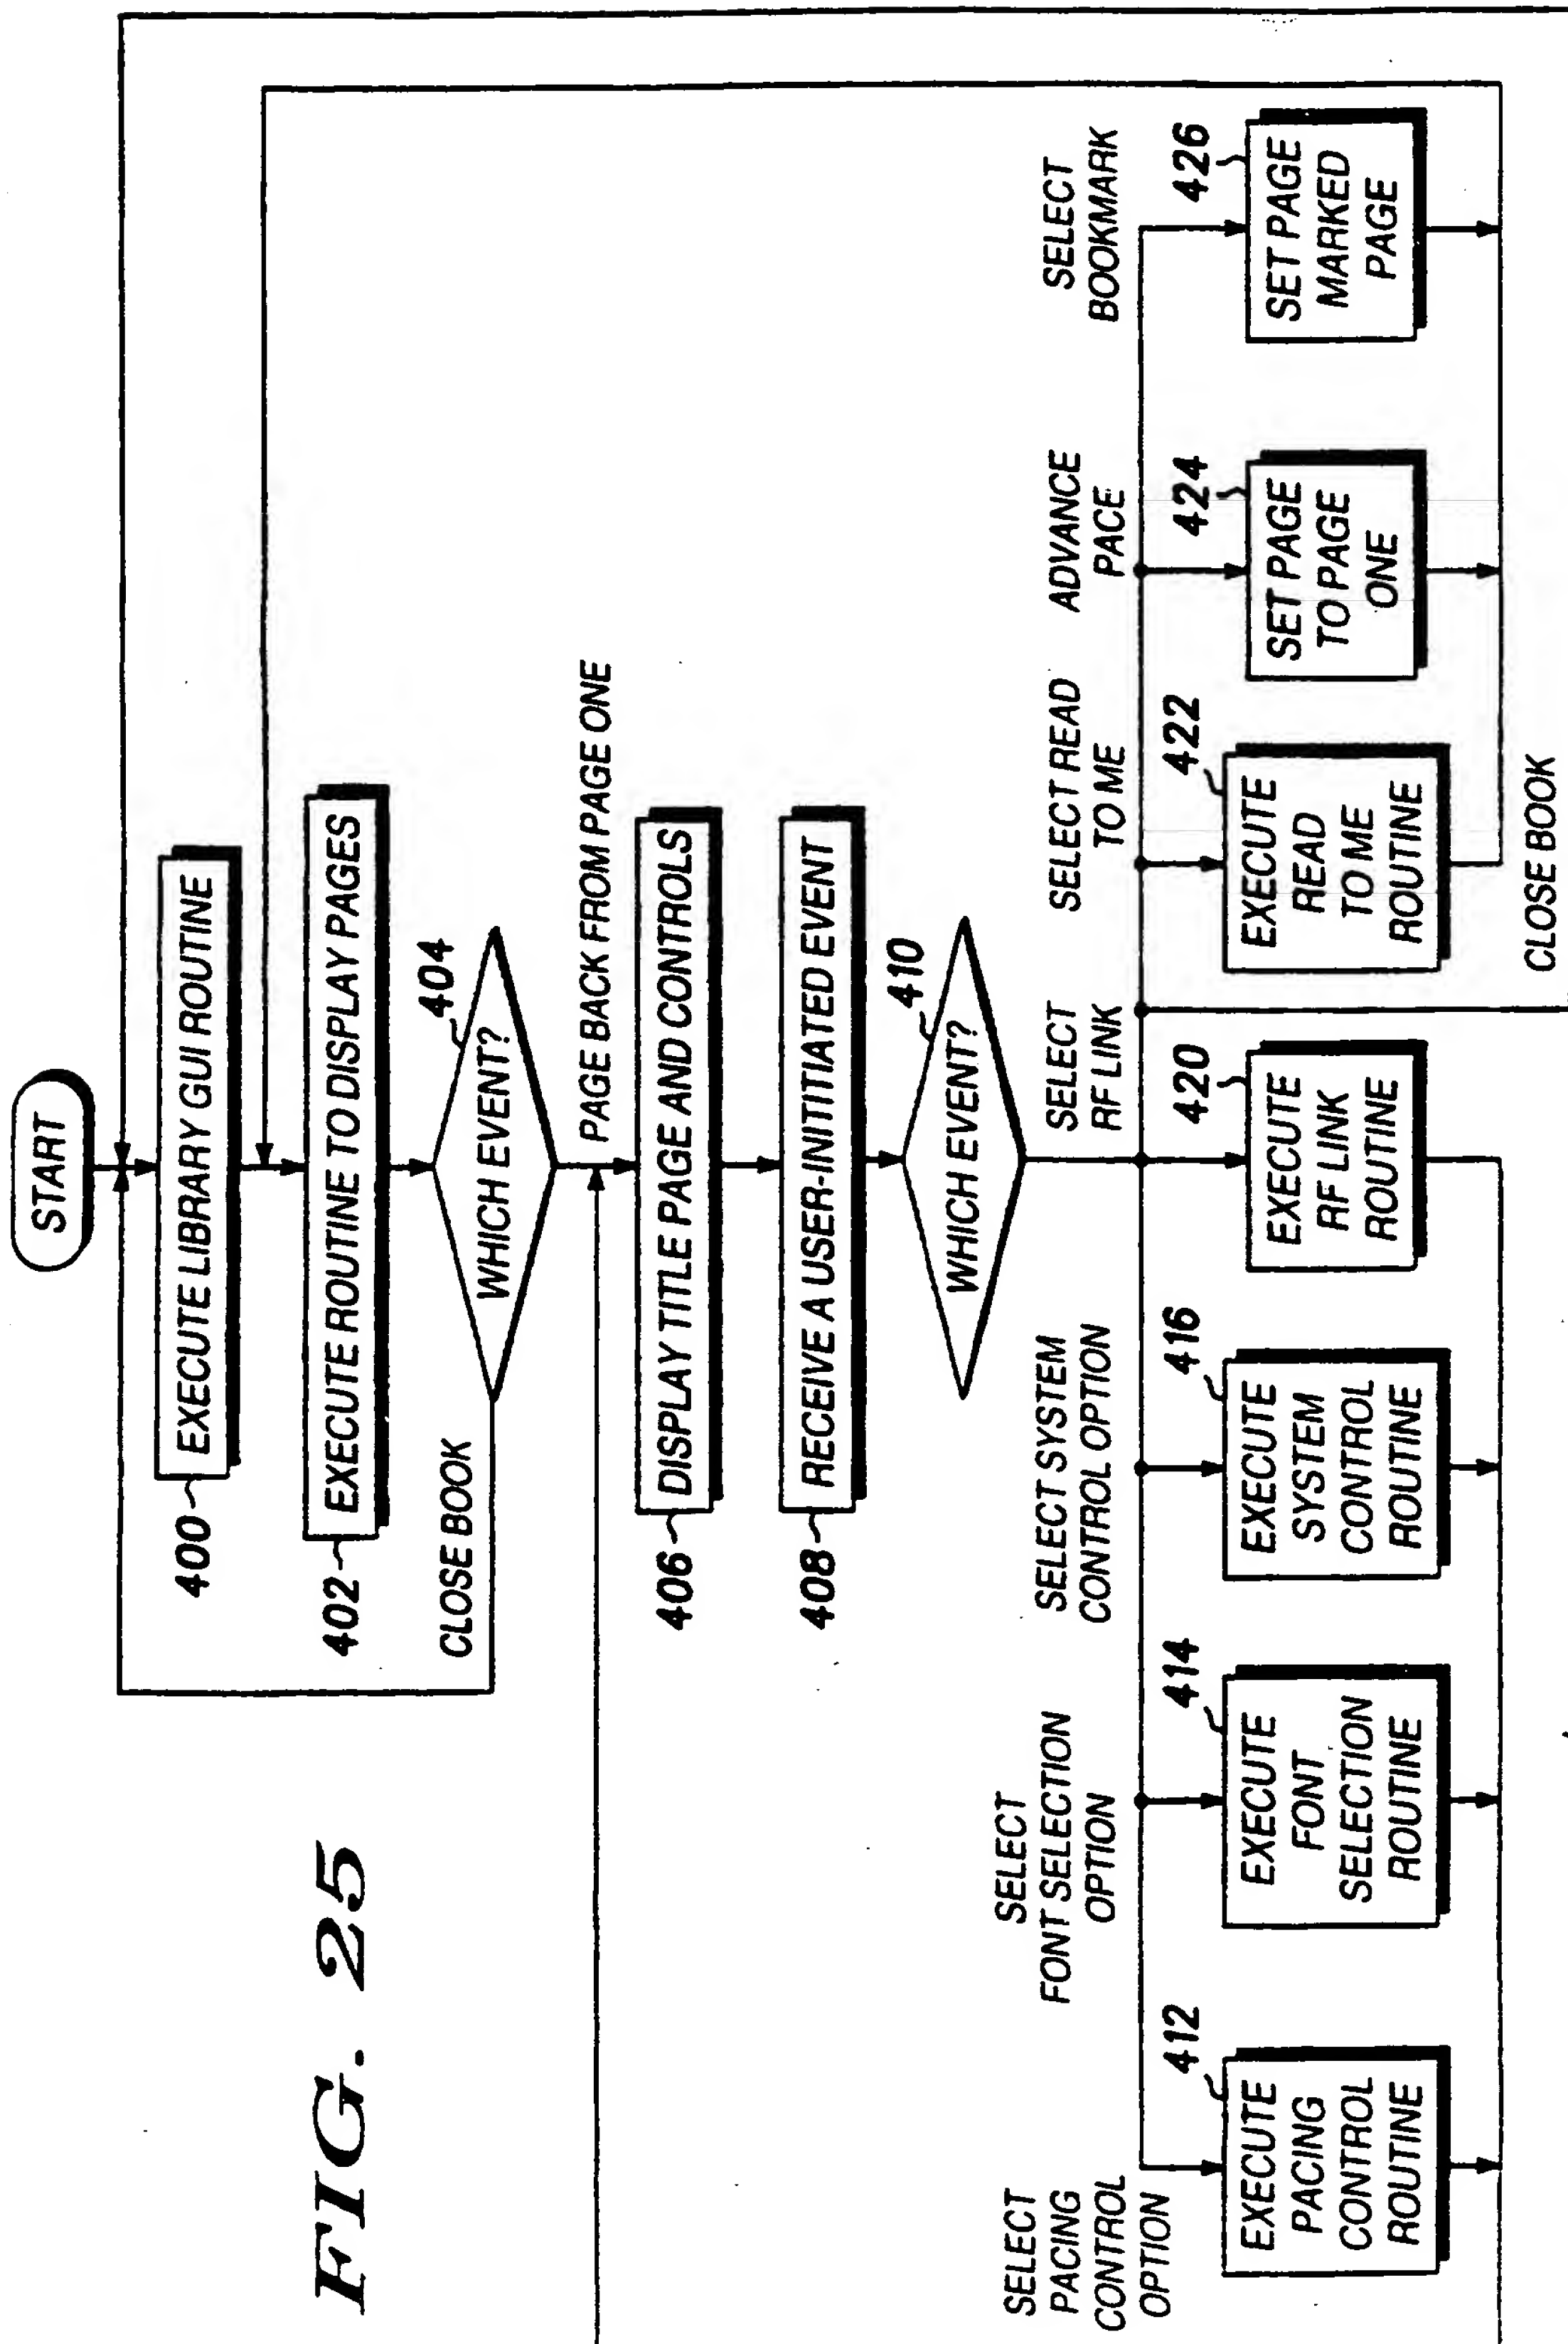 FIG. 25
START
400
EXECUTE LIBRARY GUI ROUTINE
402
EXECUTE ROUTINE TO DISPLAY PAGES
404
WHICH EVENT?
CLOSE BOOK
PAGE BACK FROM PAGE ONE
406
DISPLAY TITLE PAGE AND CONTROLS
408
RECEIVE A USER-INITIATED EVENT
410
WHICH EVENT?
SELECT
PACING
CONTROL
OPTION
412
EXECUTE
PACING
CONTROL
ROUTINE
SELECT
FONT SELECTION
OPTION
414
EXECUTE
FONT
SELECTION
ROUTINE
SELECT SYSTEM
CONTROL OPTION
416
EXECUTE
SYSTEM
CONTROL
ROUTINE
SELECT
RF LINK
420
EXECUTE
RF LINK
ROUTINE
SELECT READ
TO ME
422
EXECUTE
READ
TO ME
ROUTINE
ADVANCE
PACE
424
SET PAGE
TO PAGE
ONE
SELECT
BOOKMARK
426
SET PAGE
MARKED
PAGE
CLOSE BOOK